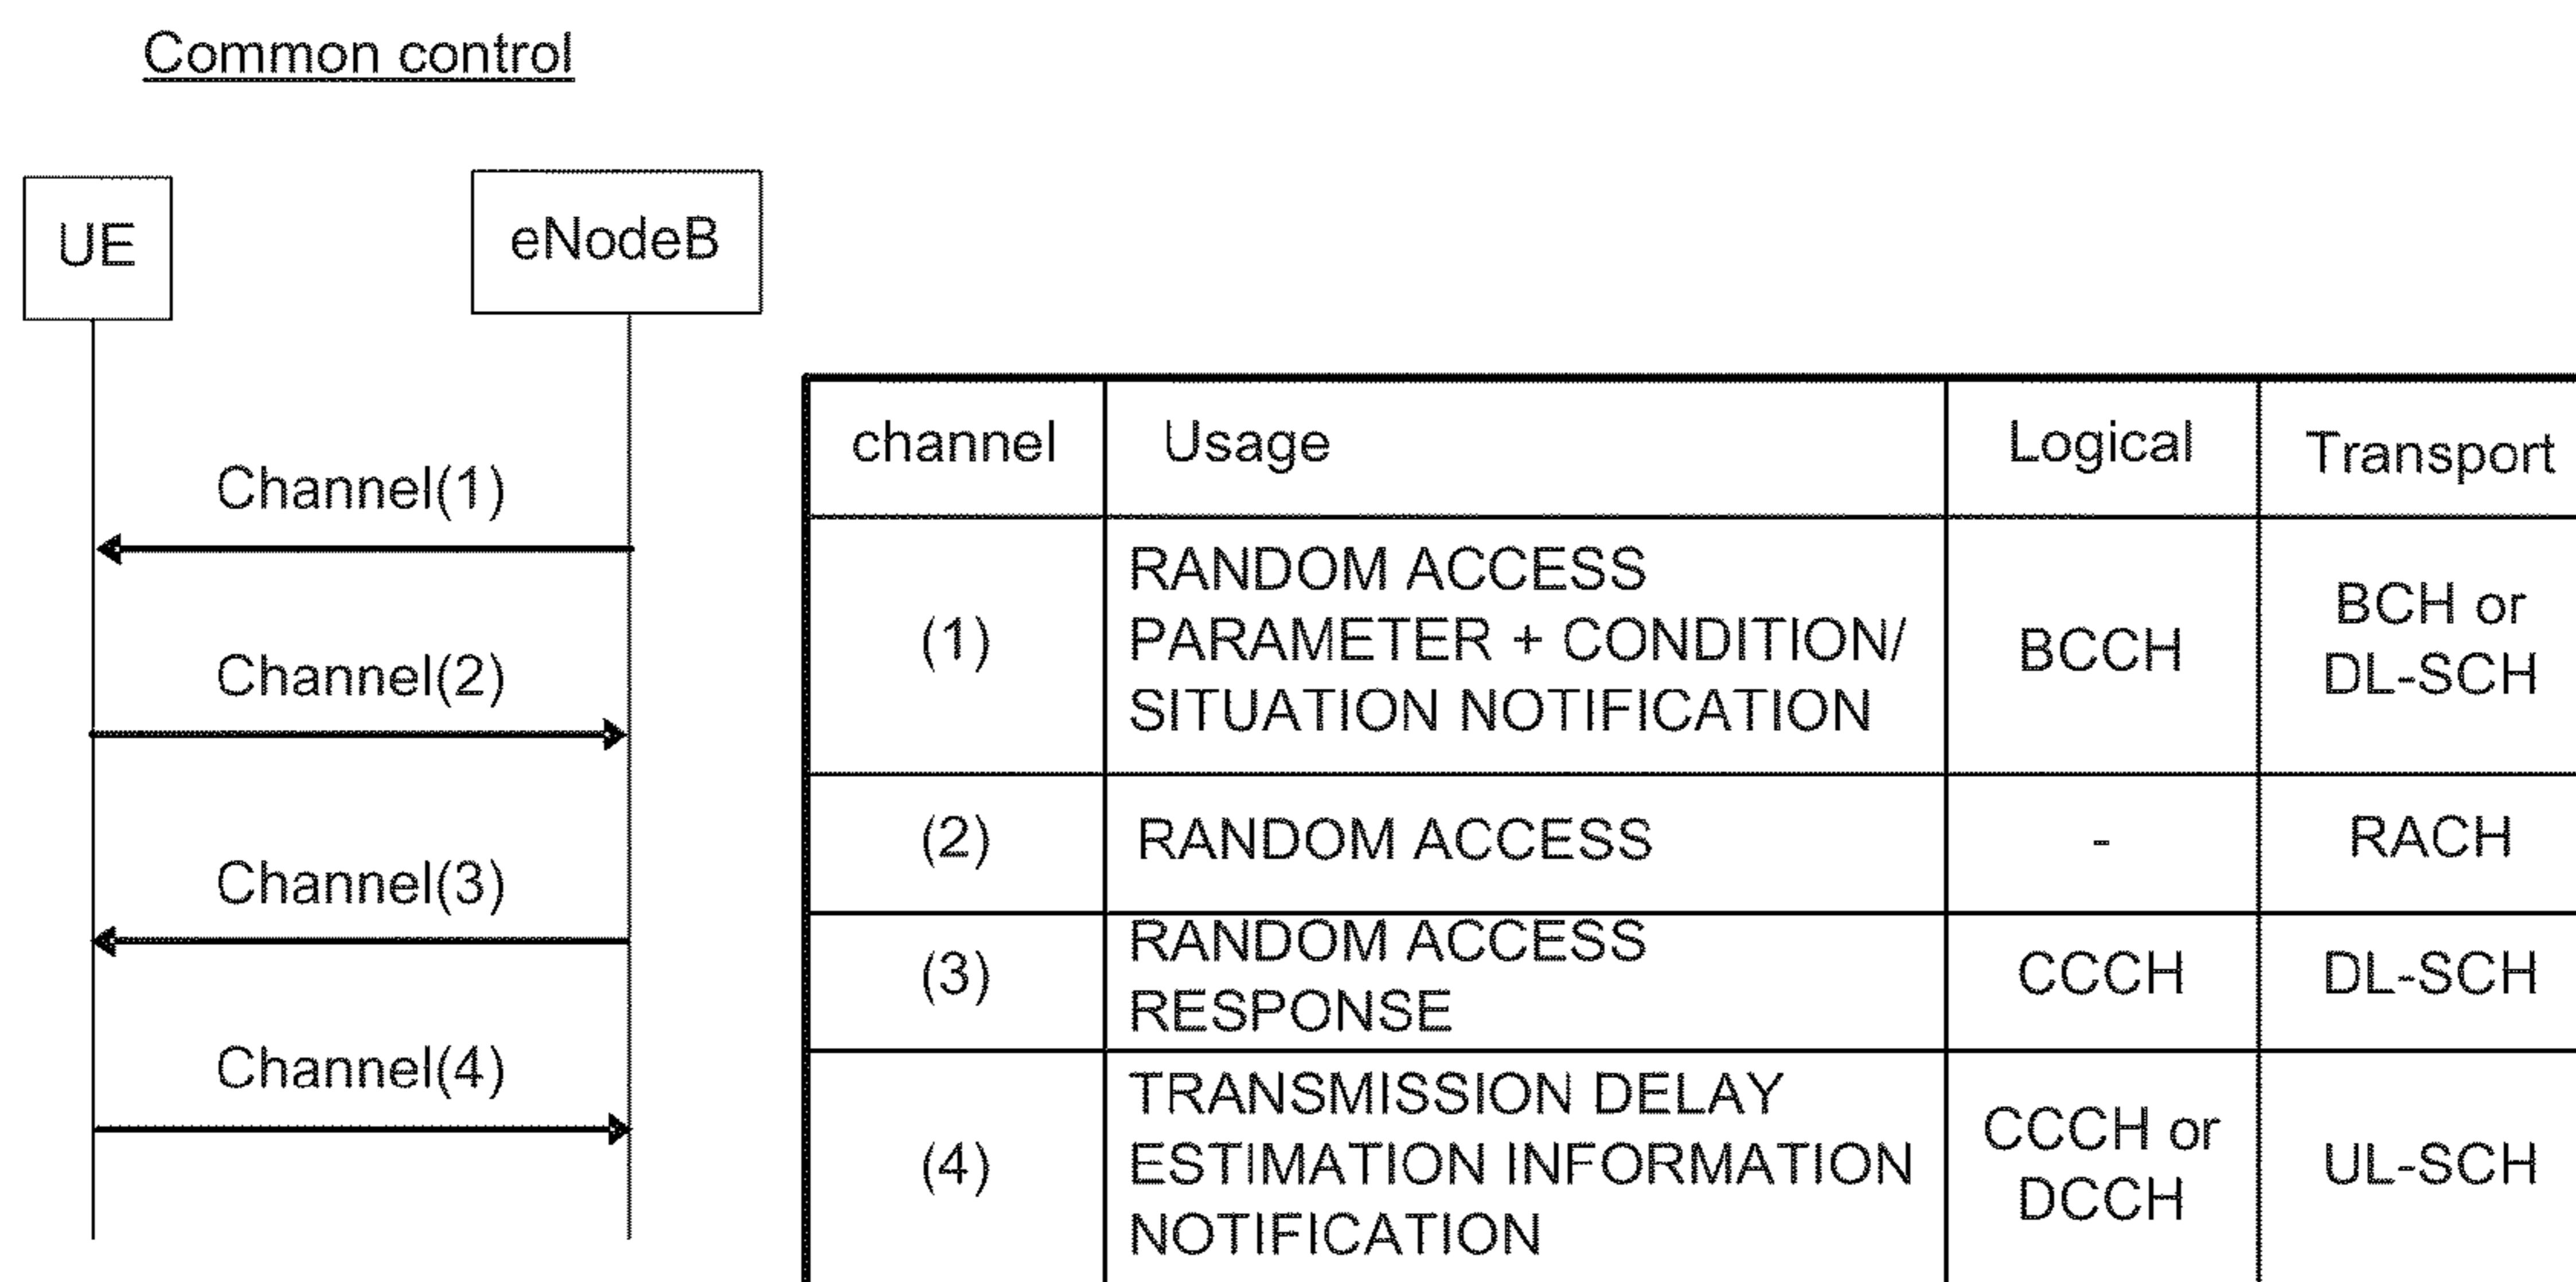 Common control
UE
eNodeB
Channel(1)
Channel(2)
Channel(3)
Channel(4)
channel Usage Logical Transport
(1) RANDOM ACCESS
PARAMETER + CONDITION/
SITUATION NOTIFICATION
BCCH
BCH or
DL-SCH
(2) RANDOM ACCESS - RACH
(3) RANDOM ACCESS
RESPONSE
CCCH DL-SCH
(4) TRANSMISSION DELAY
ESTIMATION INFORMATION
NOTIFICATION
CCCH or
DCCH
UL-SCH